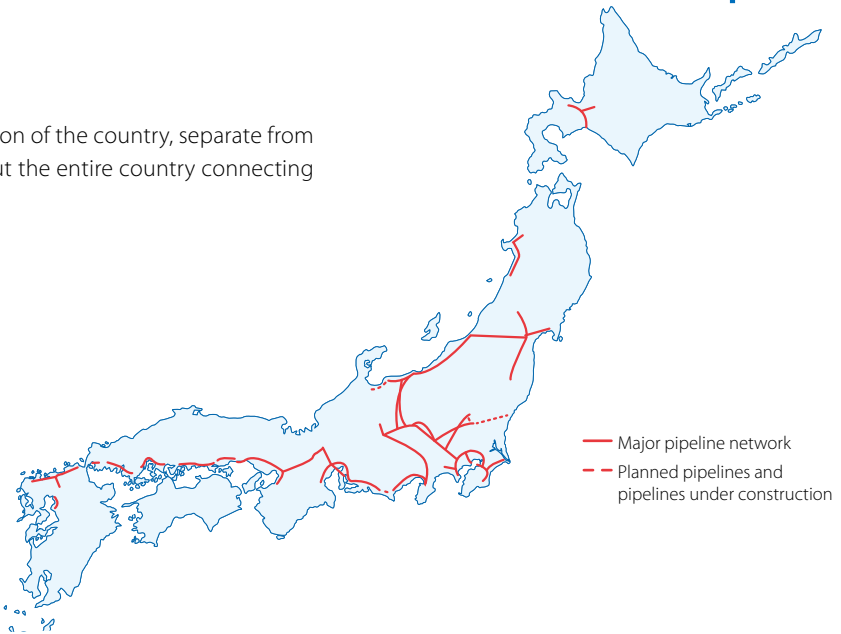 on of the country, separate from
ut the entire country connecting
Major pipeline network
Planned pipelines and
pipelines under construction